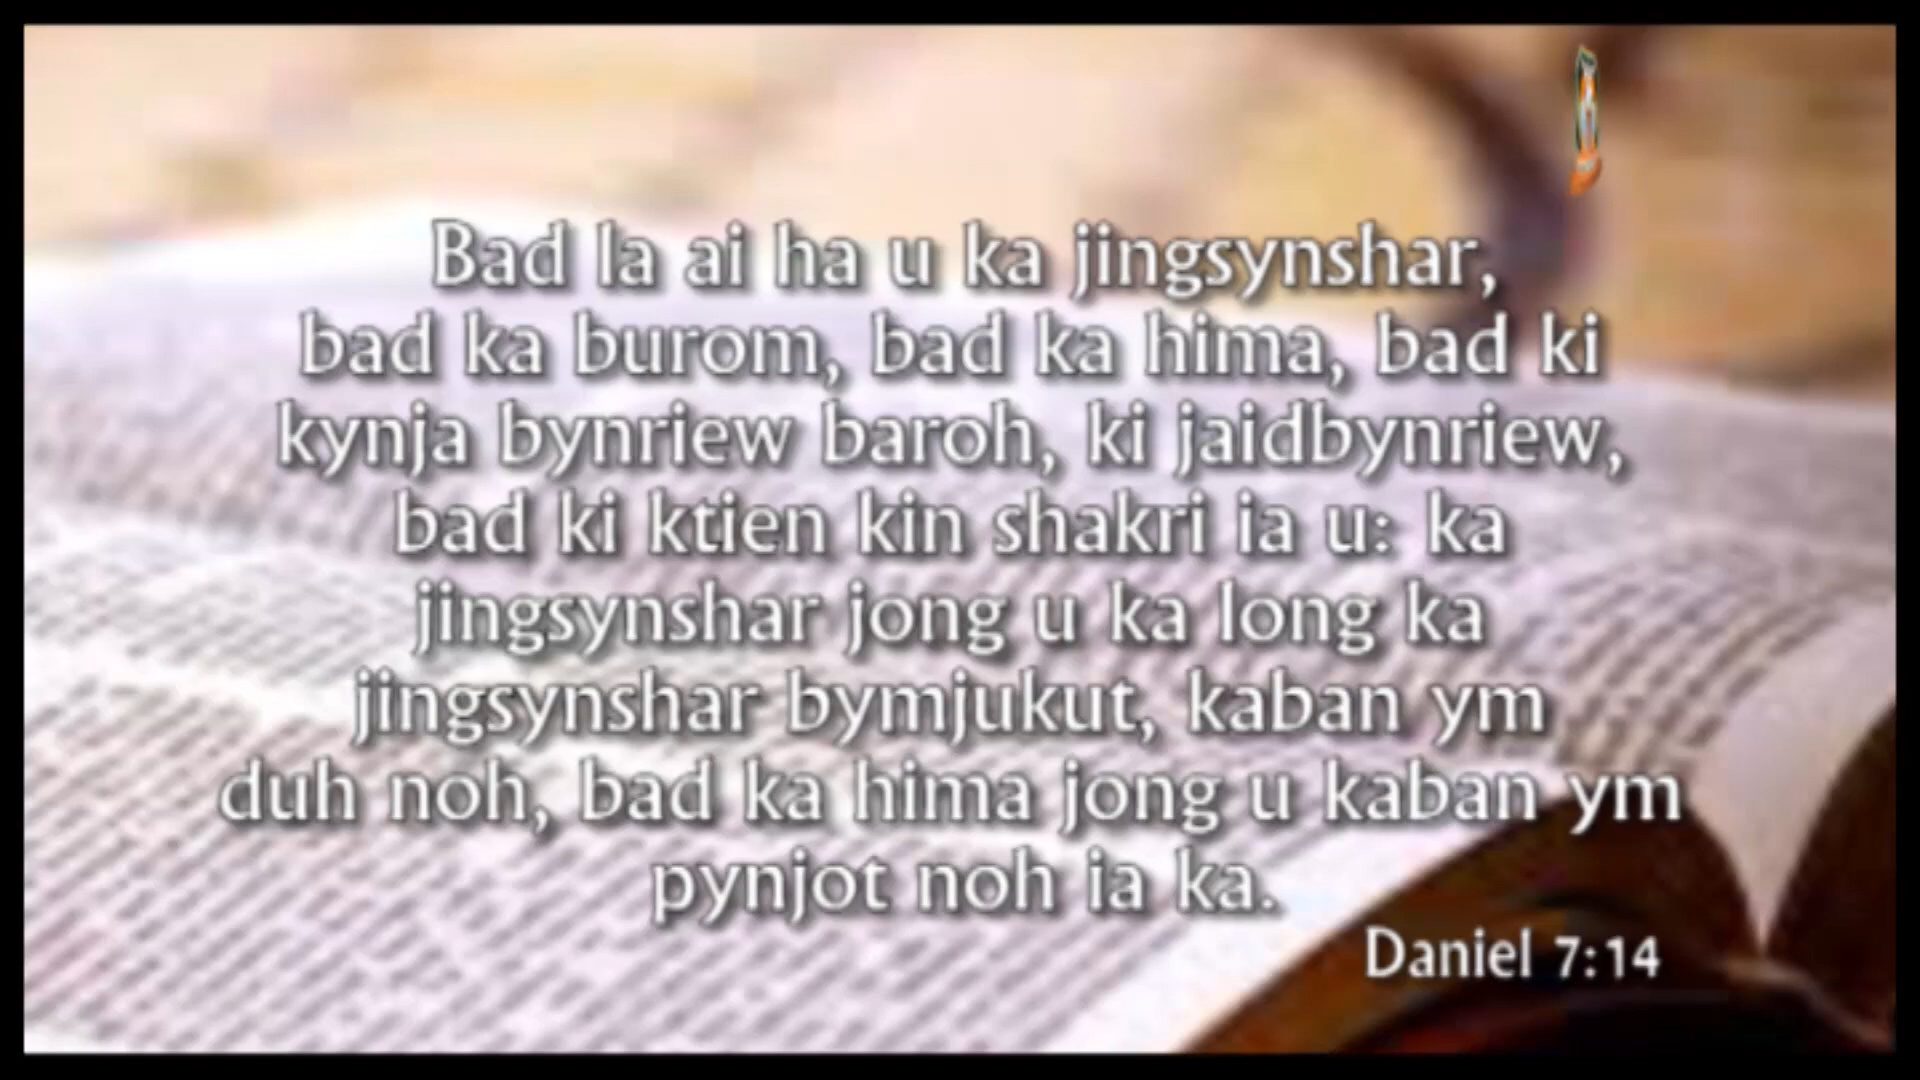 Bad la ai ha u ka jingsynshar,
bad ka burom, bad ka hima, bad ki
kynja bynriew baroh, ki jaidbynriew,
bad ki ktien kin shakri ia u: ka
jingsynshar jong u ka long ka
jingsynshar bymjukut, kaban ym
duh noh, bad ka hima jong u kaban ym
pynjot noh ia ka.
Daniel 7:14